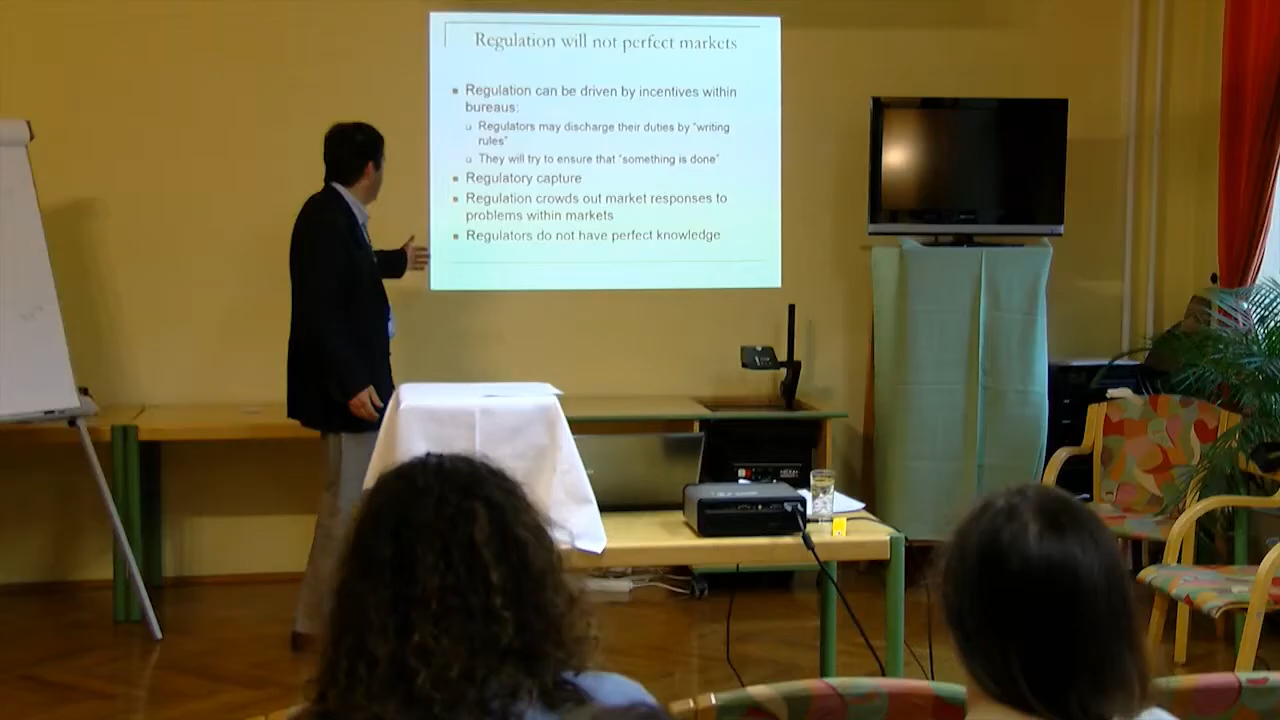 Regulation will not perfect markets
Regulation can be driven by incentives within
bureaus:
Regulators may discharge their duties by "writing
rules"
They will try to ensure that "something is done"
Regulatory capture
Regulation crowds out market responses to
problems within markets
Regulators do not have perfect knowledge